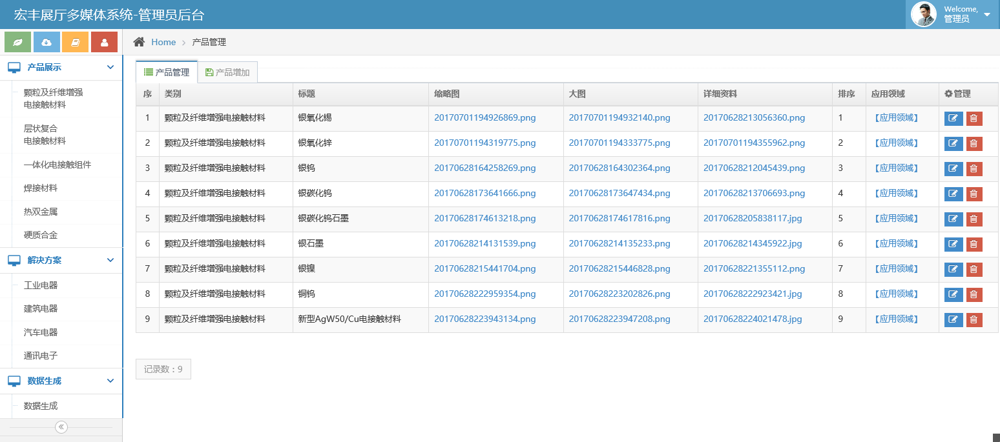 宏丰展厅多媒体系统-管理员后台
Welcome,
管理员
Home
产品管理
产品展示
颗粒及纤维增强
电接触材料
层状复合
电接触材料
一体化电接触组件
焊接材料
热双金属
硬质合金
解决方案
工业电器
建筑电器
汽车电器
通讯电子
数据生成
数据生成
产品管理 产品增加
序 类别 标题 缩略图 大图 详细资料 排序 应用领域 管理
1 颗粒及纤维增强电接触材料 银氧化锡 20170701194926869.png 20170701194932140.png 20170628213056360.png 1 【应用领域】
2 颗粒及纤维增强电接触材料 银氧化锌 20170701194319775.png 20170701194333775.png 20170701194355962.png 2 【应用领域】
3 颗粒及纤维增强电接触材料 银钨 20170628164258269.png 20170628164302364.png 20170628212045439.png 3 【应用领域】
4 颗粒及纤维增强电接触材料 银碳化钨 20170628173641666.png 20170628173647434.png 20170628213706693.png 4 【应用领域】
5 颗粒及纤维增强电接触材料 银碳化钨石墨 20170628174613218.png 20170628174617816.png 20170628205838117.jpg 5 【应用领域】
6 颗粒及纤维增强电接触材料 银石墨 20170628214131539.png 20170628214135233.png 20170628214345922.jpg 6 【应用领域】
7 颗粒及纤维增强电接触材料 银镍 20170628215441704.png 20170628215446828.png 20170628221355112.png 7 【应用领域】
8 颗粒及纤维增强电接触材料 铜钨 20170628222959354.png 20170628223202826.png 20170628222923421.jpg 8 【应用领域】
9 颗粒及纤维增强电接触材料 新型AgW50/Cu电接触材料 20170628223943134.png 20170628223947208.png 20170628224021478.jpg 9 【应用领域】
记录数：9